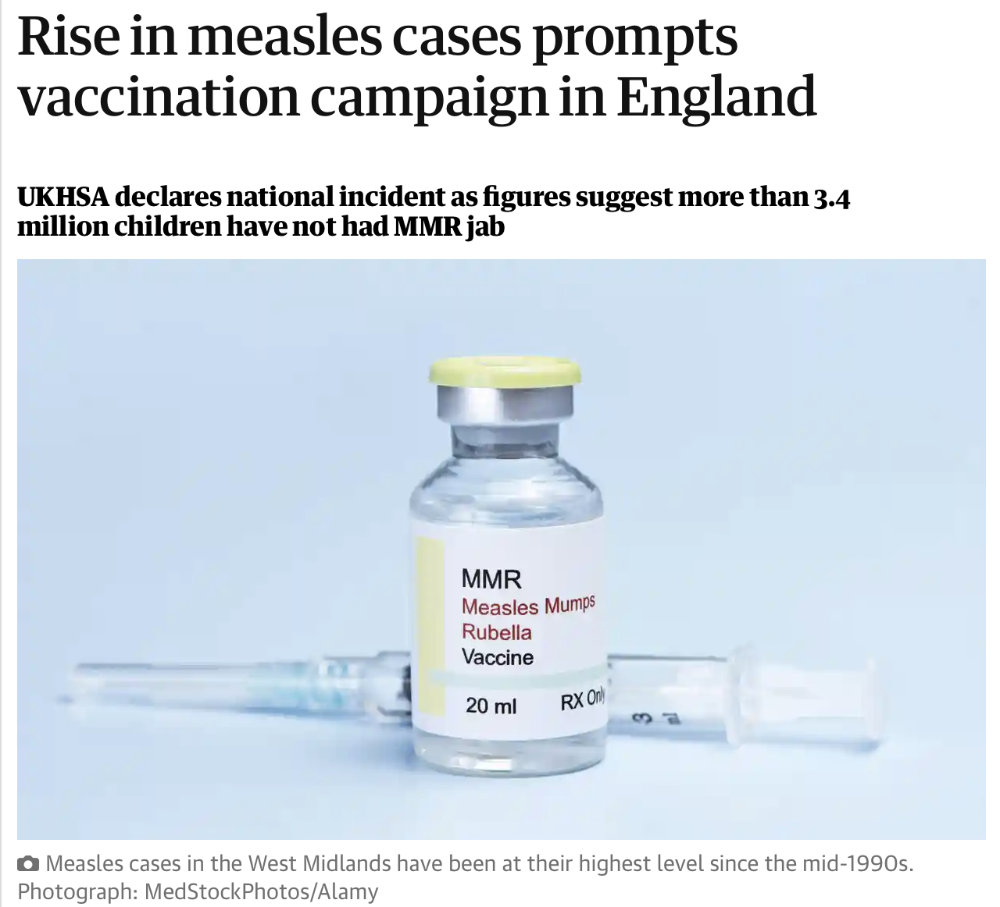 Rise in measles cases prompts
vaccination campaign in England
UKHSA declares national incident as figures suggest more than 3.4
million children have not had MMR jab
MMR
Measles Mumps
Rubella
Vaccine
20 ml RX Only
3
ml
Measles cases in the West Midlands have been at their highest level since the mid-1990s.
Photograph: MedStockPhotos/Alamy